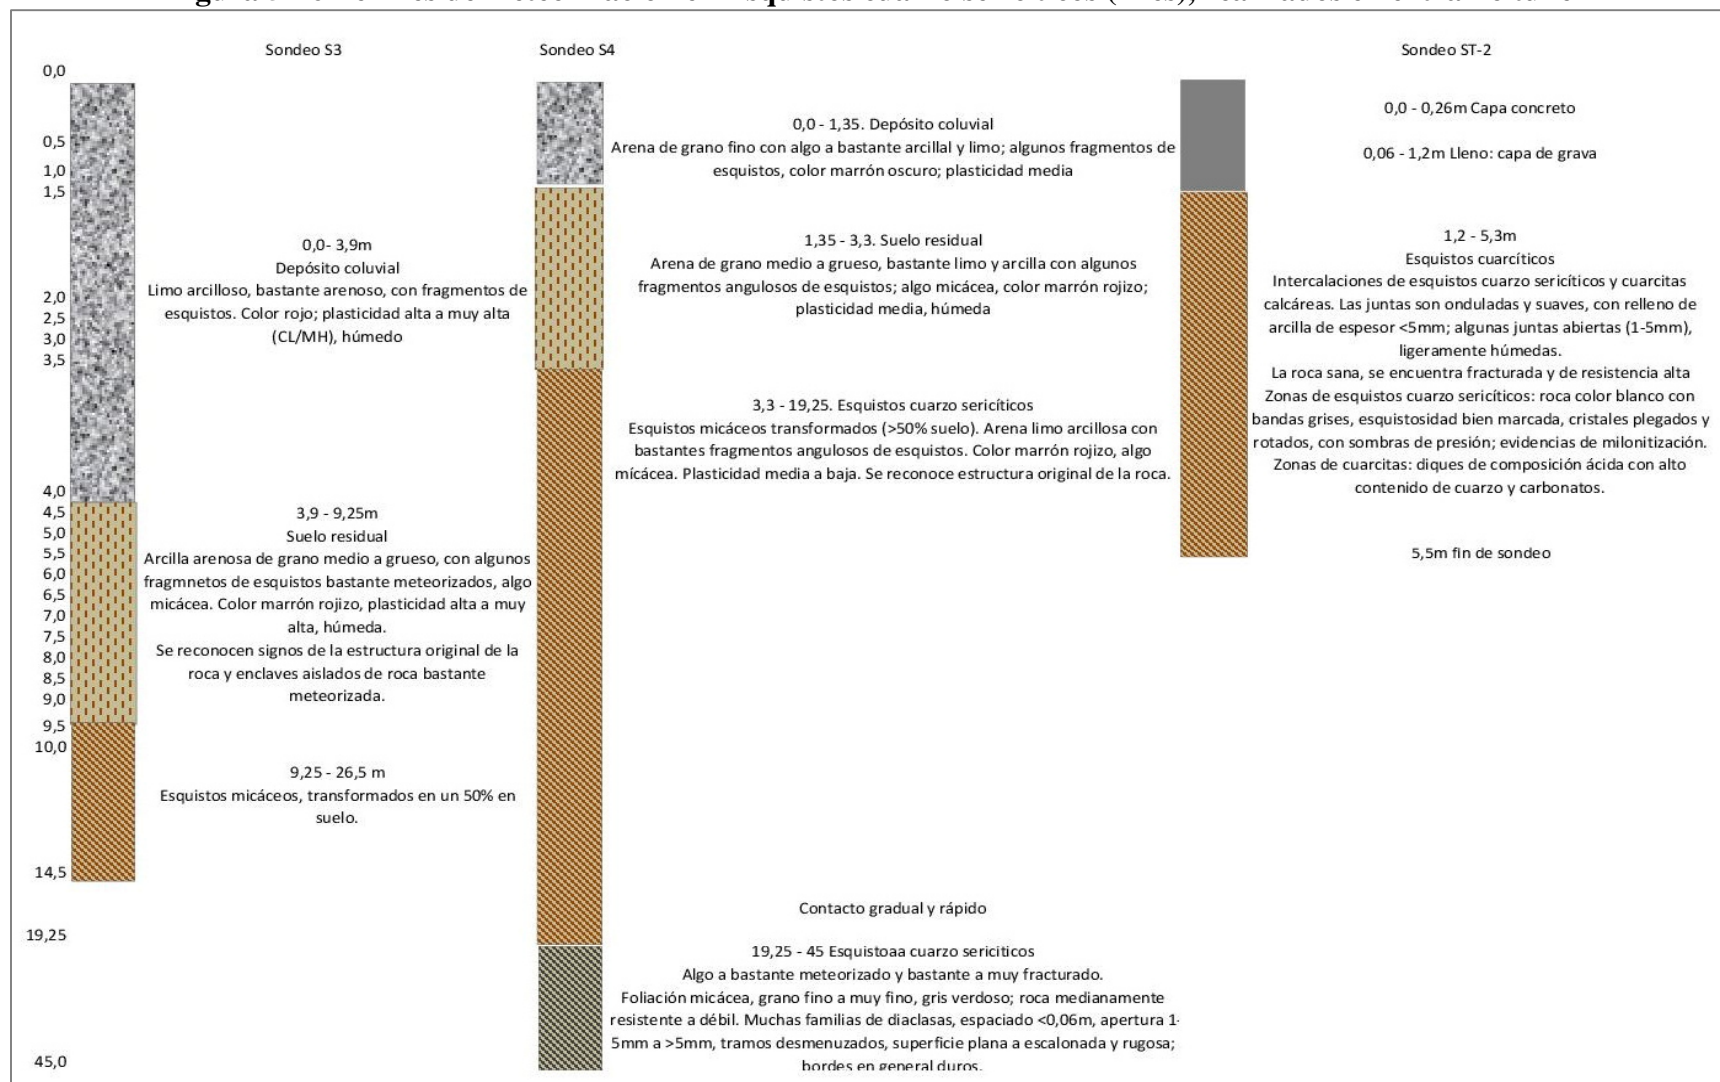 Sondeo S3
Sondeo S4
Sondeo ST-2
0,0
0,5
1,0
1,5
2,0
2,5
3,0
3,5
4,0
4,5
5,0
5,5
6,0
6,5
7,0
7,5
8,0
8,5
9,0
9,5
10,0
14,5
19,25
45,0
0,0- 3,9m
Depósito coluvial
Limo arcilloso, bastante arenoso, con fragmentos de
esquistos. Color rojo; plasticidad alta a muy alta
(CL/MH), húmedo
3,9 - 9,25m
Suelo residual
Arcilla arenosa de grano medio a grueso, con algunos
fragmnetos de esquistos bastante meteorizados, algo
micácea. Color marrón rojizo, plasticidad alta a muy
alta, húmeda.
Se reconocen signos de la estructura original de la
roca y enclaves aislados de roca bastante
meteorizada.
9,25 - 26,5 m
Esquistos micáceos, transformados en un 50% en
suelo.
0,0 - 1,35. Depósito coluvial
Arena de grano fino con algo a bastante arcillal y limo; algunos fragmentos de
esquistos, color marrón oscuro; plasticidad media
1,35 - 3,3. Suelo residual
Arena de grano medio a grueso, bastante limo y arcilla con algunos
fragmentos angulosos de esquistos; algo micácea, color marrón rojizo;
plasticidad media, húmeda
3,3 - 19,25. Esquistos cuarzo sericíticos
Esquistos micáceos transformados (>50% suelo). Arena limo arcillosa con
bastantes fragmentos angulosos de esquistos. Color marrón rojizo, algo
mícácea. Plasticidad media a baja. Se reconoce estructura original de la roca.
Contacto gradual y rápido
19,25 - 45 Esquistoaa cuarzo sericíticos
Algo a bastante meteorizado y bastante a muy fracturado.
Foliación micácea, grano fino a muy fino, gris verdoso; roca medianamente
resistente a débil. Muchas familias de diaclasas, espaciado <0,06m, apertura 1-
5mm a >5mm, tramos desmenuzados, superficie plana a escalonada y rugosa;
bordes en general duros.
0,0 - 0,26m Capa concreto
0,06 - 1,2m Lleno: capa de grava
1,2 - 5,3m
Esquistos cuarcíticos
Intercalaciones de esquistos cuarzo sericíticos y cuarcitas
calcáreas. Las juntas son onduladas y suaves, con relleno de
arcilla de espesor <5mm; algunas juntas abiertas (1-5mm),
ligeramente húmedas.
La roca sana, se encuentra fracturada y de resistencia alta
Zonas de esquistos cuarzo sericíticos: roca color blanco con
bandas grises, esquistosidad bien marcada, cristales plegados y
rotados, con sombras de presión; evidencias de milonitización.
Zonas de cuarcitas: diques de composición ácida con alto
contenido de cuarzo y carbonatos.
5,5m fin de sondeo